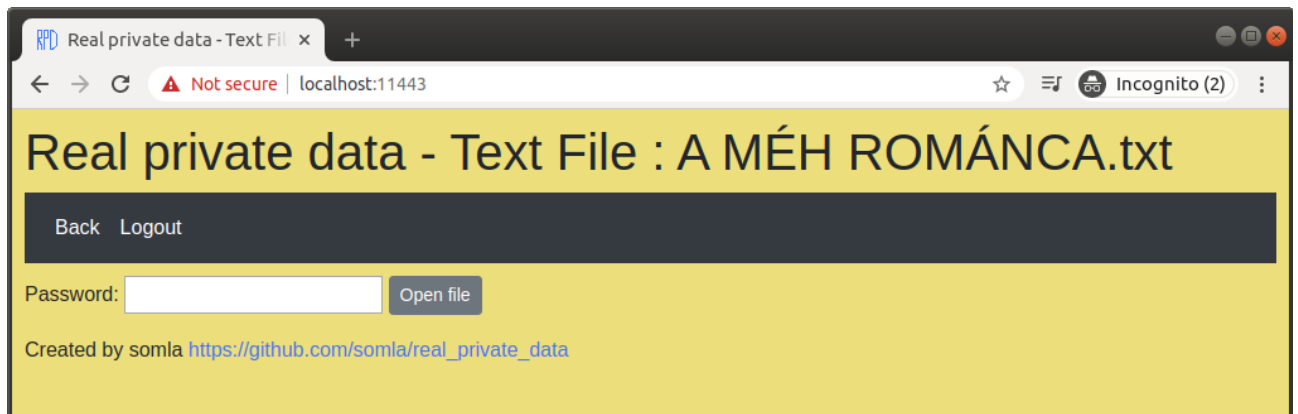 RPD Real private data - Text Fil
Not secure | localhost:11443 Incognito (2)
Real private data - Text File : A MÉH ROMÁNCA.txt
Back Logout
Password: Open file
Created by somla https://github.com/somla/real_private_data